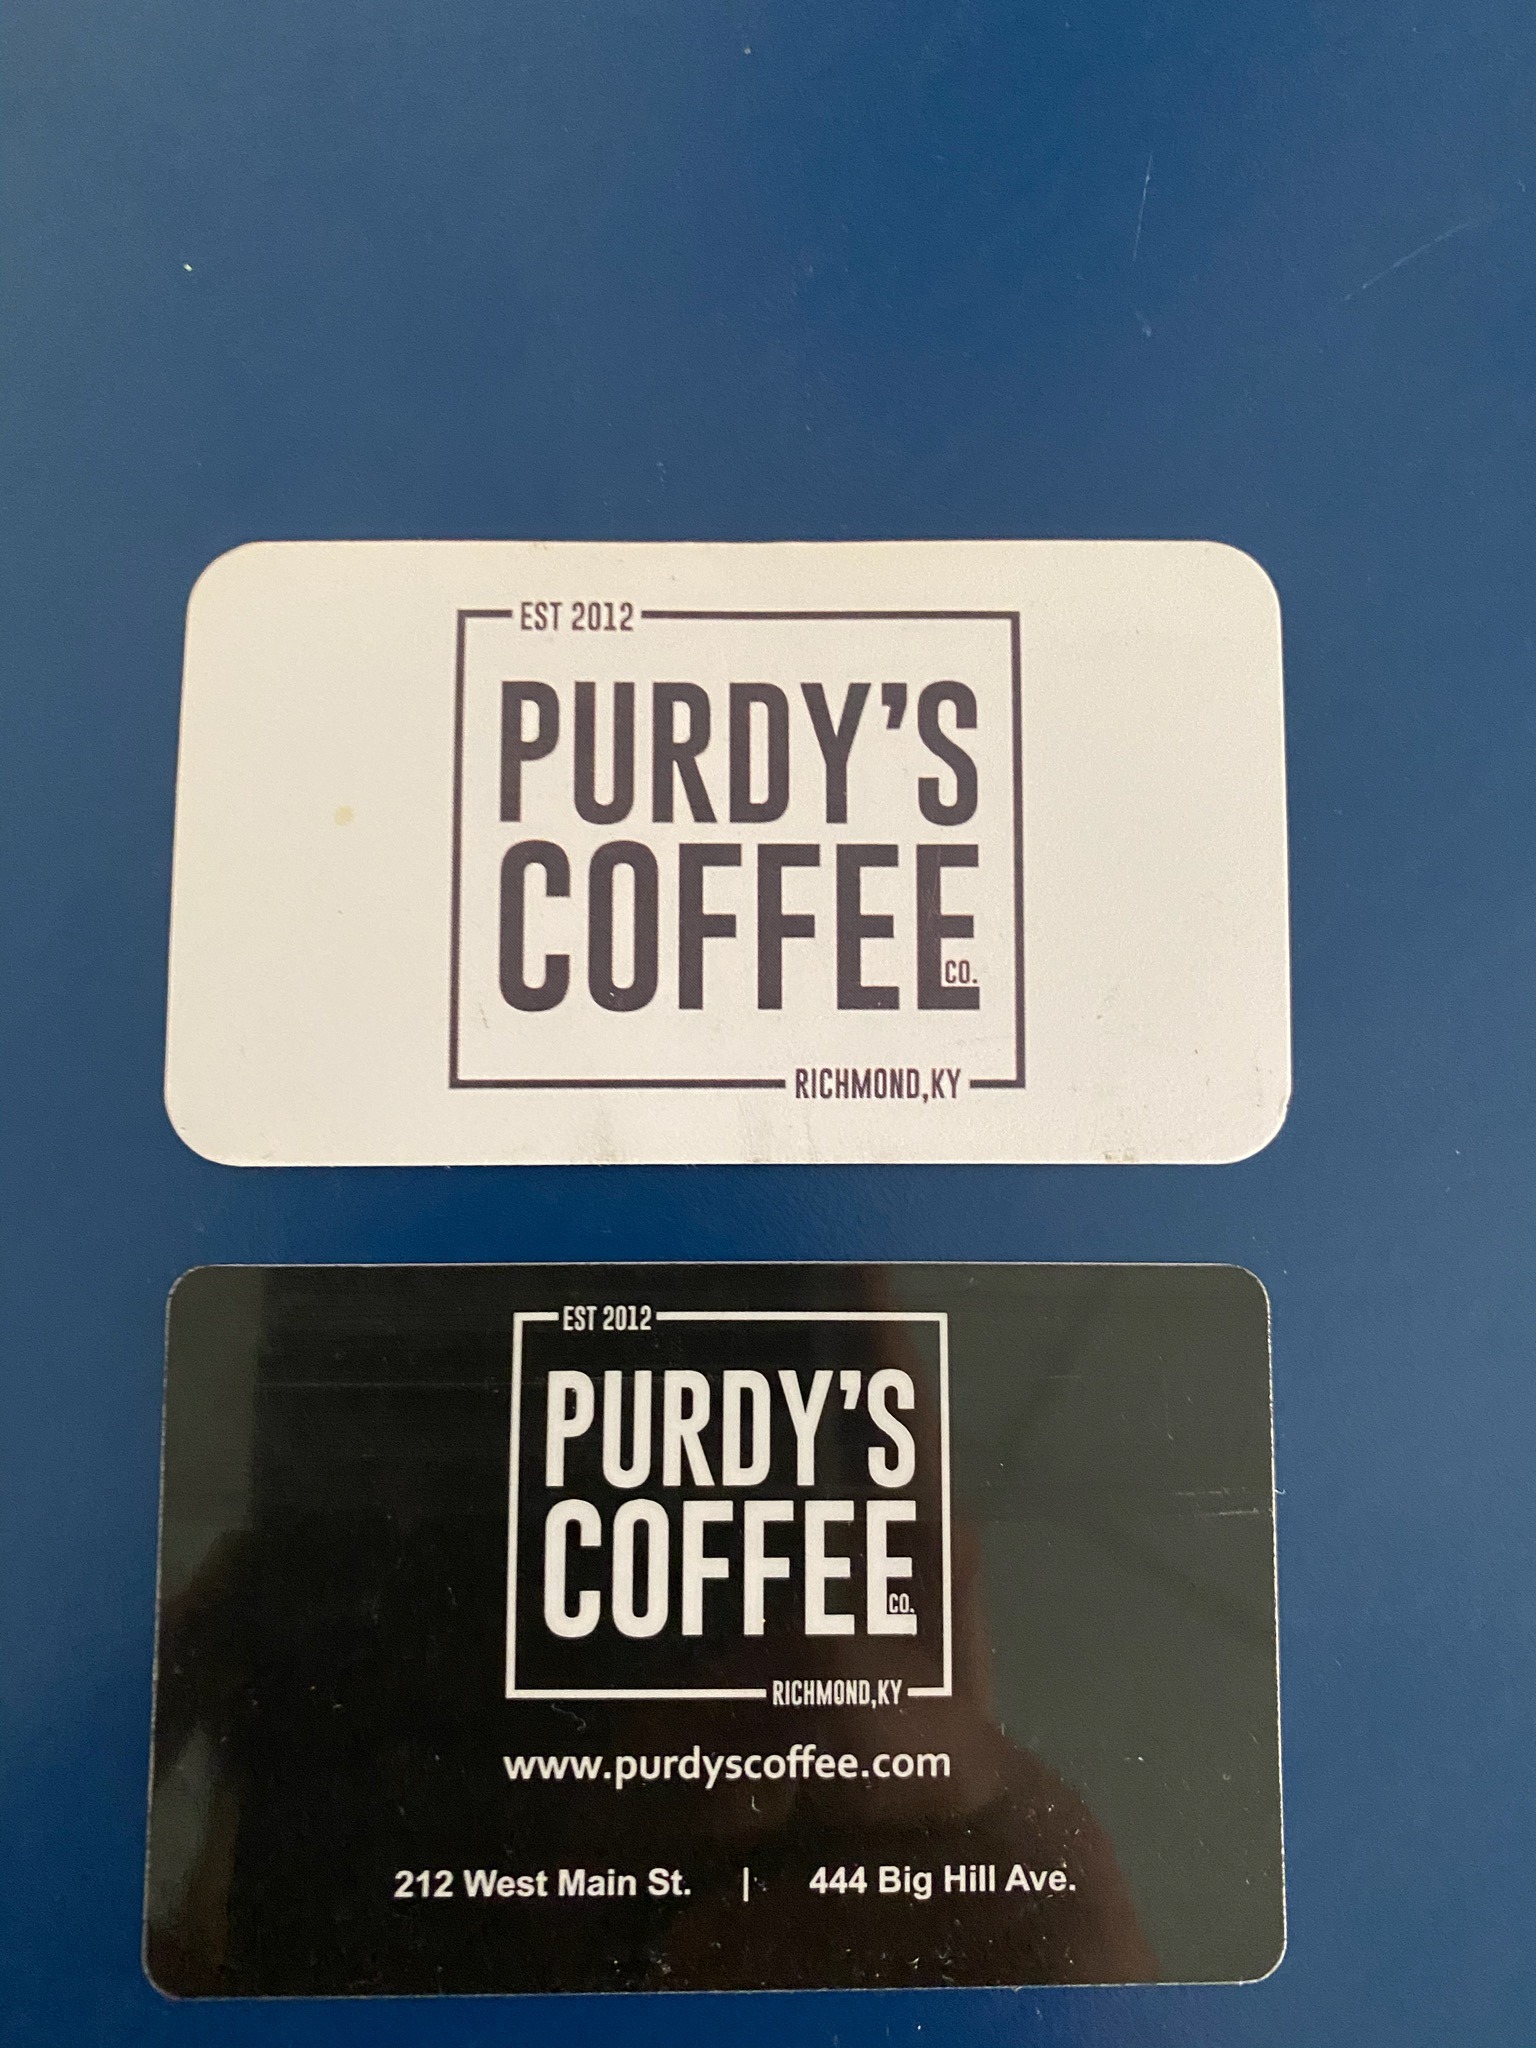 EST 2012
PURDY'S
COFFEE
CO.
RICHMOND,KY
EST 2012
PURDY'S
COFFEE
CO.
RICHMOND,KY
www.purdyscoffee.com
212 West Main St. | 444 Big Hill Ave.